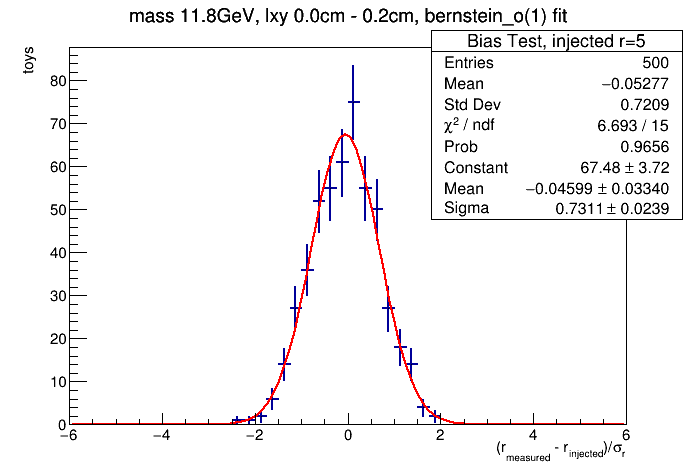 mass 11.8GeV, lxy 0.0cm - 0.2cm, bernstein_o(1) fit
Bias Test, injected r=5
Entries 500
Mean −0.05277
Std Dev 0.7209
χ² / ndf 6.693 / 15
Prob 0.9656
Constant 67.48 ± 3.72
Mean −0.04599 ± 0.03340
Sigma 0.7311 ± 0.0239
toys
80
70
60
50
40
30
20
10
0
−6 −4 −2 0 2 4 6
(r_measured - r_injected)/σ_r